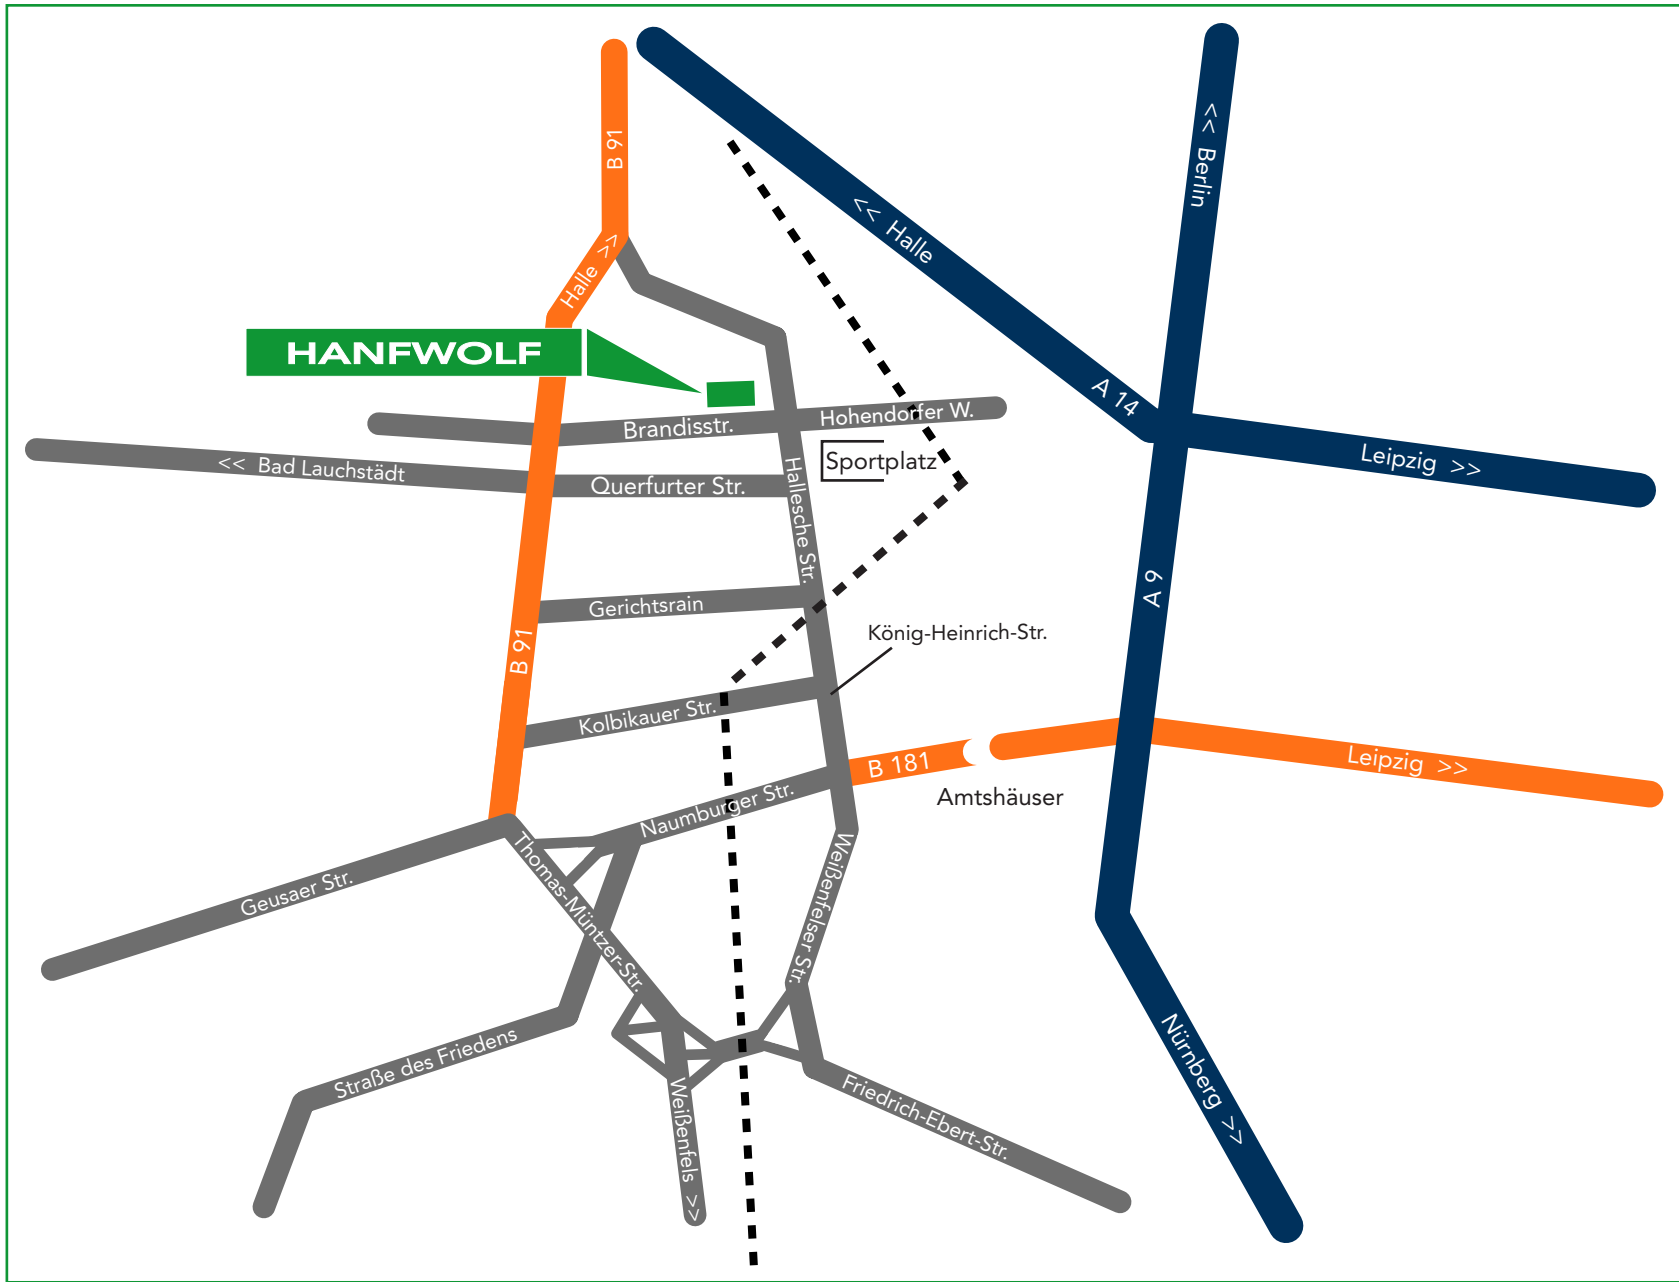 B 91
<< Berlin
<< Halle
Halle >>
HANFWOLF
A 14
Hohendorfer W.
Brandisstr.
Sportplatz
Leipzig >>
<< Bad Lauchstädt
Querfurter Str.
Hallesche Str.
A 9
Gerichtsrain
König-Heinrich-Str.
B 91
Kolbikauer Str.
B 181
Leipzig >>
Amtshäuser
Naumburger Str.
Thomas-Müntzer-Str.
Weißenfelser Str.
Geusaer Str.
Straße des Friedens
Nürnberg >>
Friedrich-Ebert-Str.
Weißenfels >>